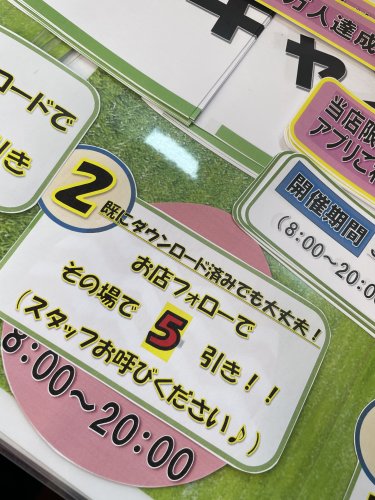 万人達成
キャ
ロードで
引き
当店限
アプリご
開催期間
(8:00〜20:00
2
既にダウンロード済みでも大丈夫！
お店フォローで
その場で 5 引き！！
(スタッフお呼びください♪)
8:00〜20:00